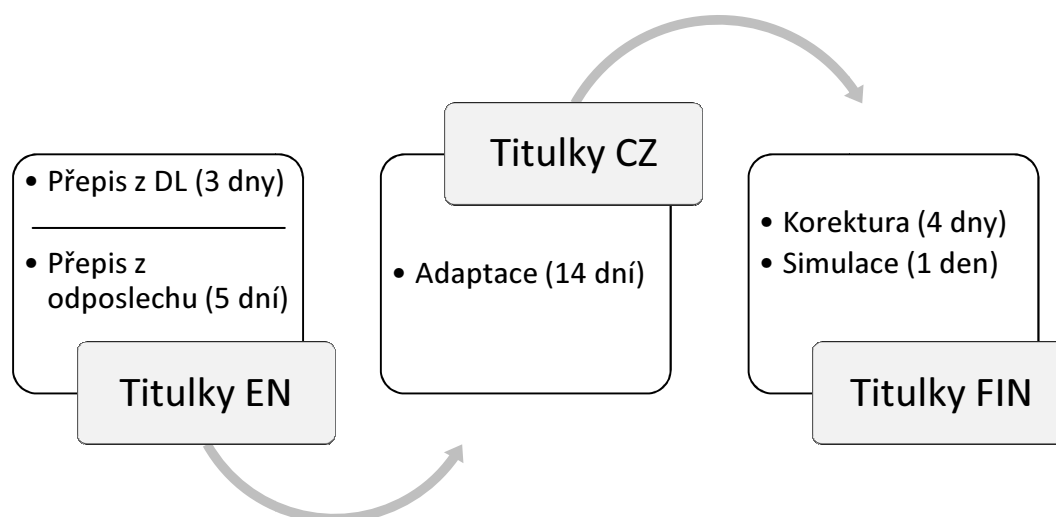 • Přepis z DL (3 dny)
• Přepis z
odposlechu (5 dní)
Titulky EN
Titulky CZ
• Adaptace (14 dní)
• Korektura (4 dny)
• Simulace (1 den)
Titulky FIN